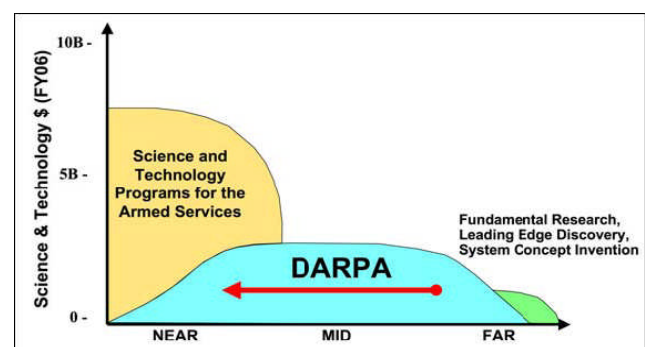 Science & Technology $ (FY06)
10B -
5B -
0 -
Science and
Technology
Programs for the
Armed Services
DARPA
Fundamental Research,
Leading Edge Discovery,
System Concept Invention
NEAR
MID
FAR